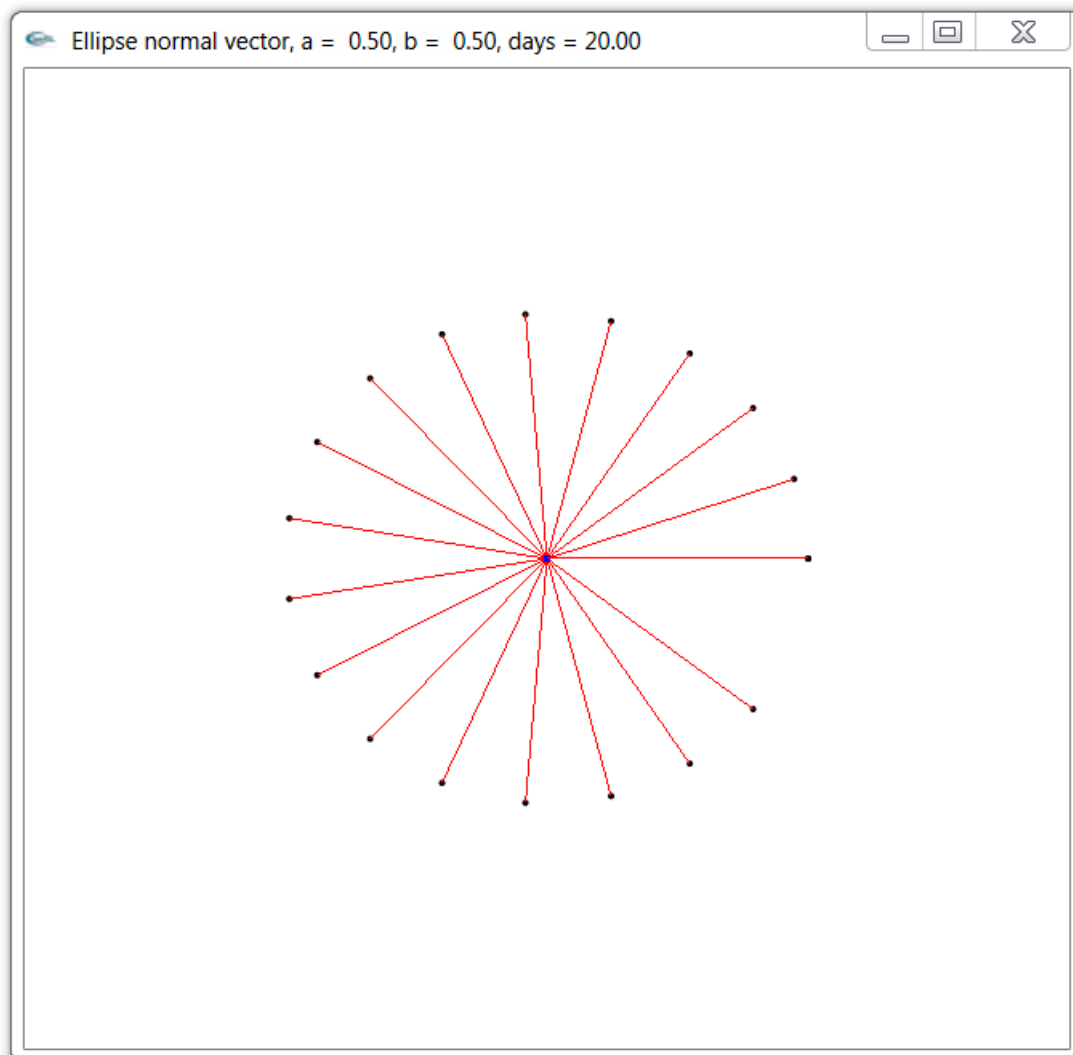 Ellipse normal vector, a =  0.50, b =  0.50, days = 20.00